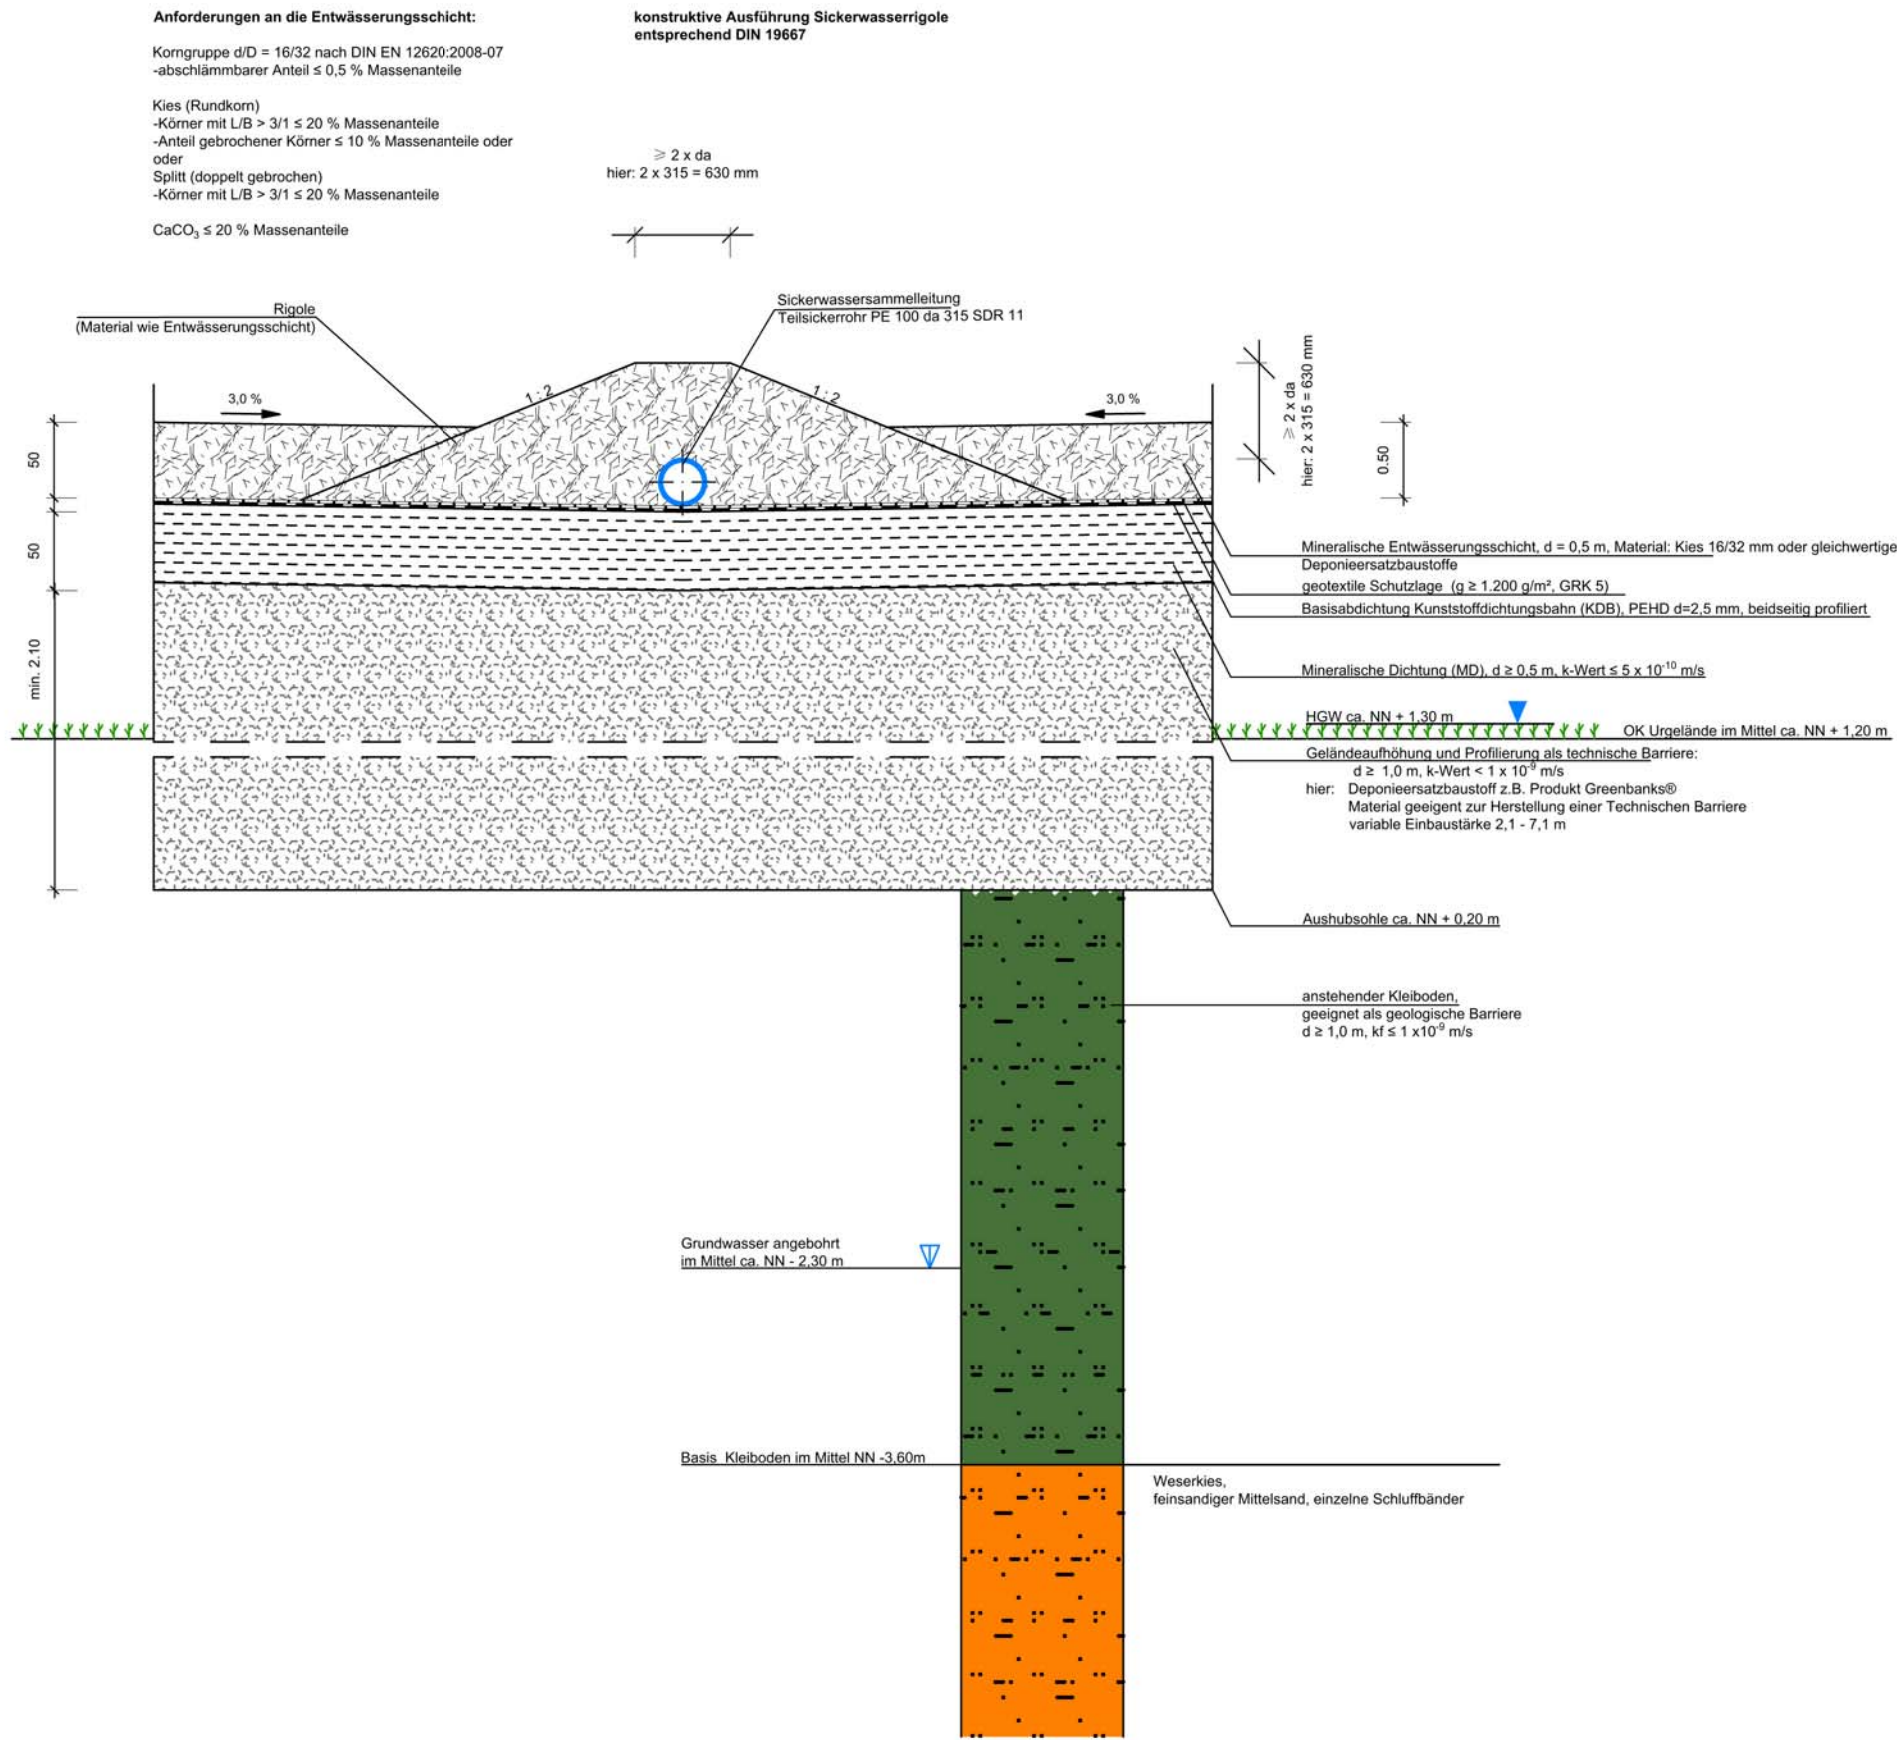 Anforderungen an die Entwässerungsschicht:
Korngruppe d/D = 16/32 nach DIN EN 12620:2008-07
-abschlämmbarer Anteil ≤ 0,5 % Massenanteile
Kies (Rundkorn)
-Körner mit L/B > 3/1 ≤ 20 % Massenanteile
-Anteil gebrochener Körner ≤ 10 % Massenanteile oder
oder
Splitt (doppelt gebrochen)
-Körner mit L/B > 3/1 ≤ 20 % Massenanteile
CaCO₃ ≤ 20 % Massenanteile
konstruktive Ausführung Sickerwasserrigole
entsprechend DIN 19667
⩾ 2 x da
hier: 2 x 315 = 630 mm
Rigole
(Material wie Entwässerungsschicht)
Sickerwassersammelleitung
Teilsickerrohr PE 100 da 315 SDR 11
⩾ 2 x da
hier: 2 x 315 = 630 mm
3,0 %
1 : 2
1 : 2
3,0 %
50
0.50
50
min. 2.10
Mineralische Entwässerungsschicht, d = 0,5 m, Material: Kies 16/32 mm oder gleichwertige
Deponieersatzbaustoffe
geotextile Schutzlage (g ≥ 1.200 g/m², GRK 5)
Basisabdichtung Kunststoffdichtungsbahn (KDB), PEHD d=2,5 mm, beidseitig profiliert
Mineralische Dichtung (MD), d ≥ 0,5 m, k-Wert ≤ 5 x 10⁻¹⁰ m/s
HGW ca. NN + 1,30 m
OK Urgelände im Mittel ca. NN + 1,20 m
Geländeaufhöhung und Profilierung als technische Barriere:
d ≥ 1,0 m, k-Wert < 1 x 10⁻⁹ m/s
hier: Deponieersatzbaustoff z.B. Produkt Greenbanks®
Material geeigent zur Herstellung einer Technischen Barriere
variable Einbaustärke 2,1 - 7,1 m
Aushubsohle ca. NN + 0,20 m
anstehender Kleiboden,
geeignet als geologische Barriere
d ≥ 1,0 m, kf ≤ 1 x10⁻⁹ m/s
Grundwasser angebohrt
im Mittel ca. NN - 2,30 m
Basis Kleiboden im Mittel NN -3,60m
Weserkies,
feinsandiger Mittelsand, einzelne Schluffbänder